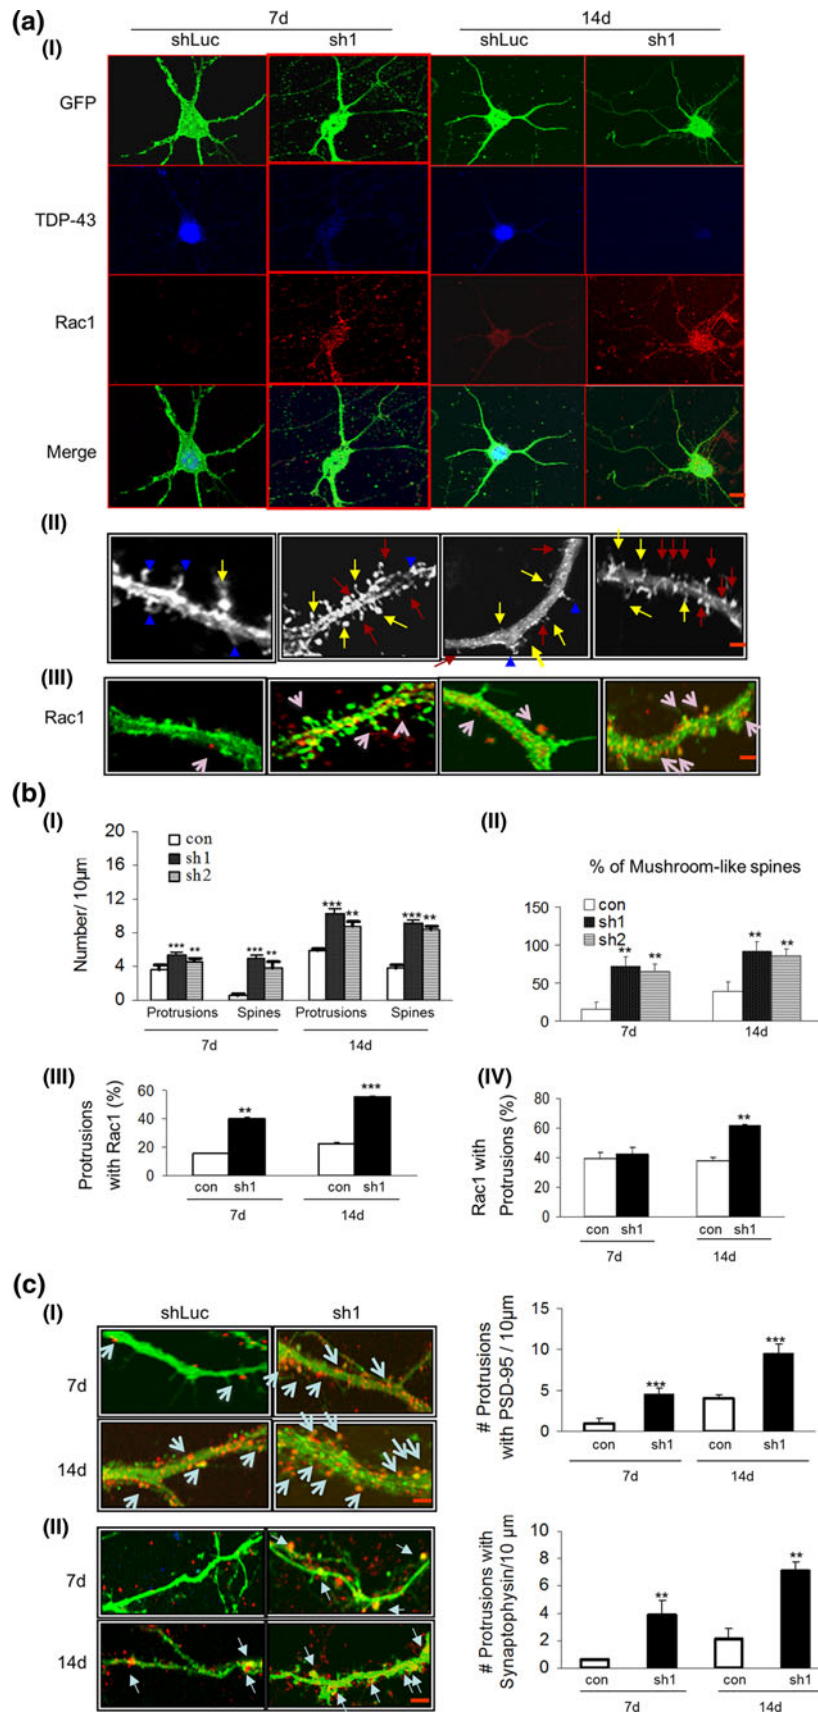 (a)
7d 14d
shLuc sh1 shLuc sh1
(I)
GFP
TDP-43
Rac1
Merge
(II)
(III)
Rac1
(b)
(I)
Number/ 10μm
20
16
12
8
4
0
con
sh1
sh2
*** ** *** ** *** ** *** **
Protrusions Spines Protrusions Spines
7d 14d
(II)
% of Mushroom-like spines
con
sh1
sh2
100
50
0
** ** ** **
7d 14d
(III)
Protrusions
with Rac1 (%)
60
40
20
0
** ***
con sh1 con sh1
7d 14d
(IV)
Rac1 with
Protrusions (%)
80
60
40
20
0
**
con sh1 con sh1
7d 14d
(c)
(I)
shLuc sh1
7d
14d
# Protrusions
with PSD-95 / 10μm
15
10
5
0
*** ***
con sh1 con sh1
7d 14d
(II)
7d
14d
# Protrusions with
Synaptophysin/10 μm
10
8
6
4
2
0
** **
con sh1 con sh1
7d 14d